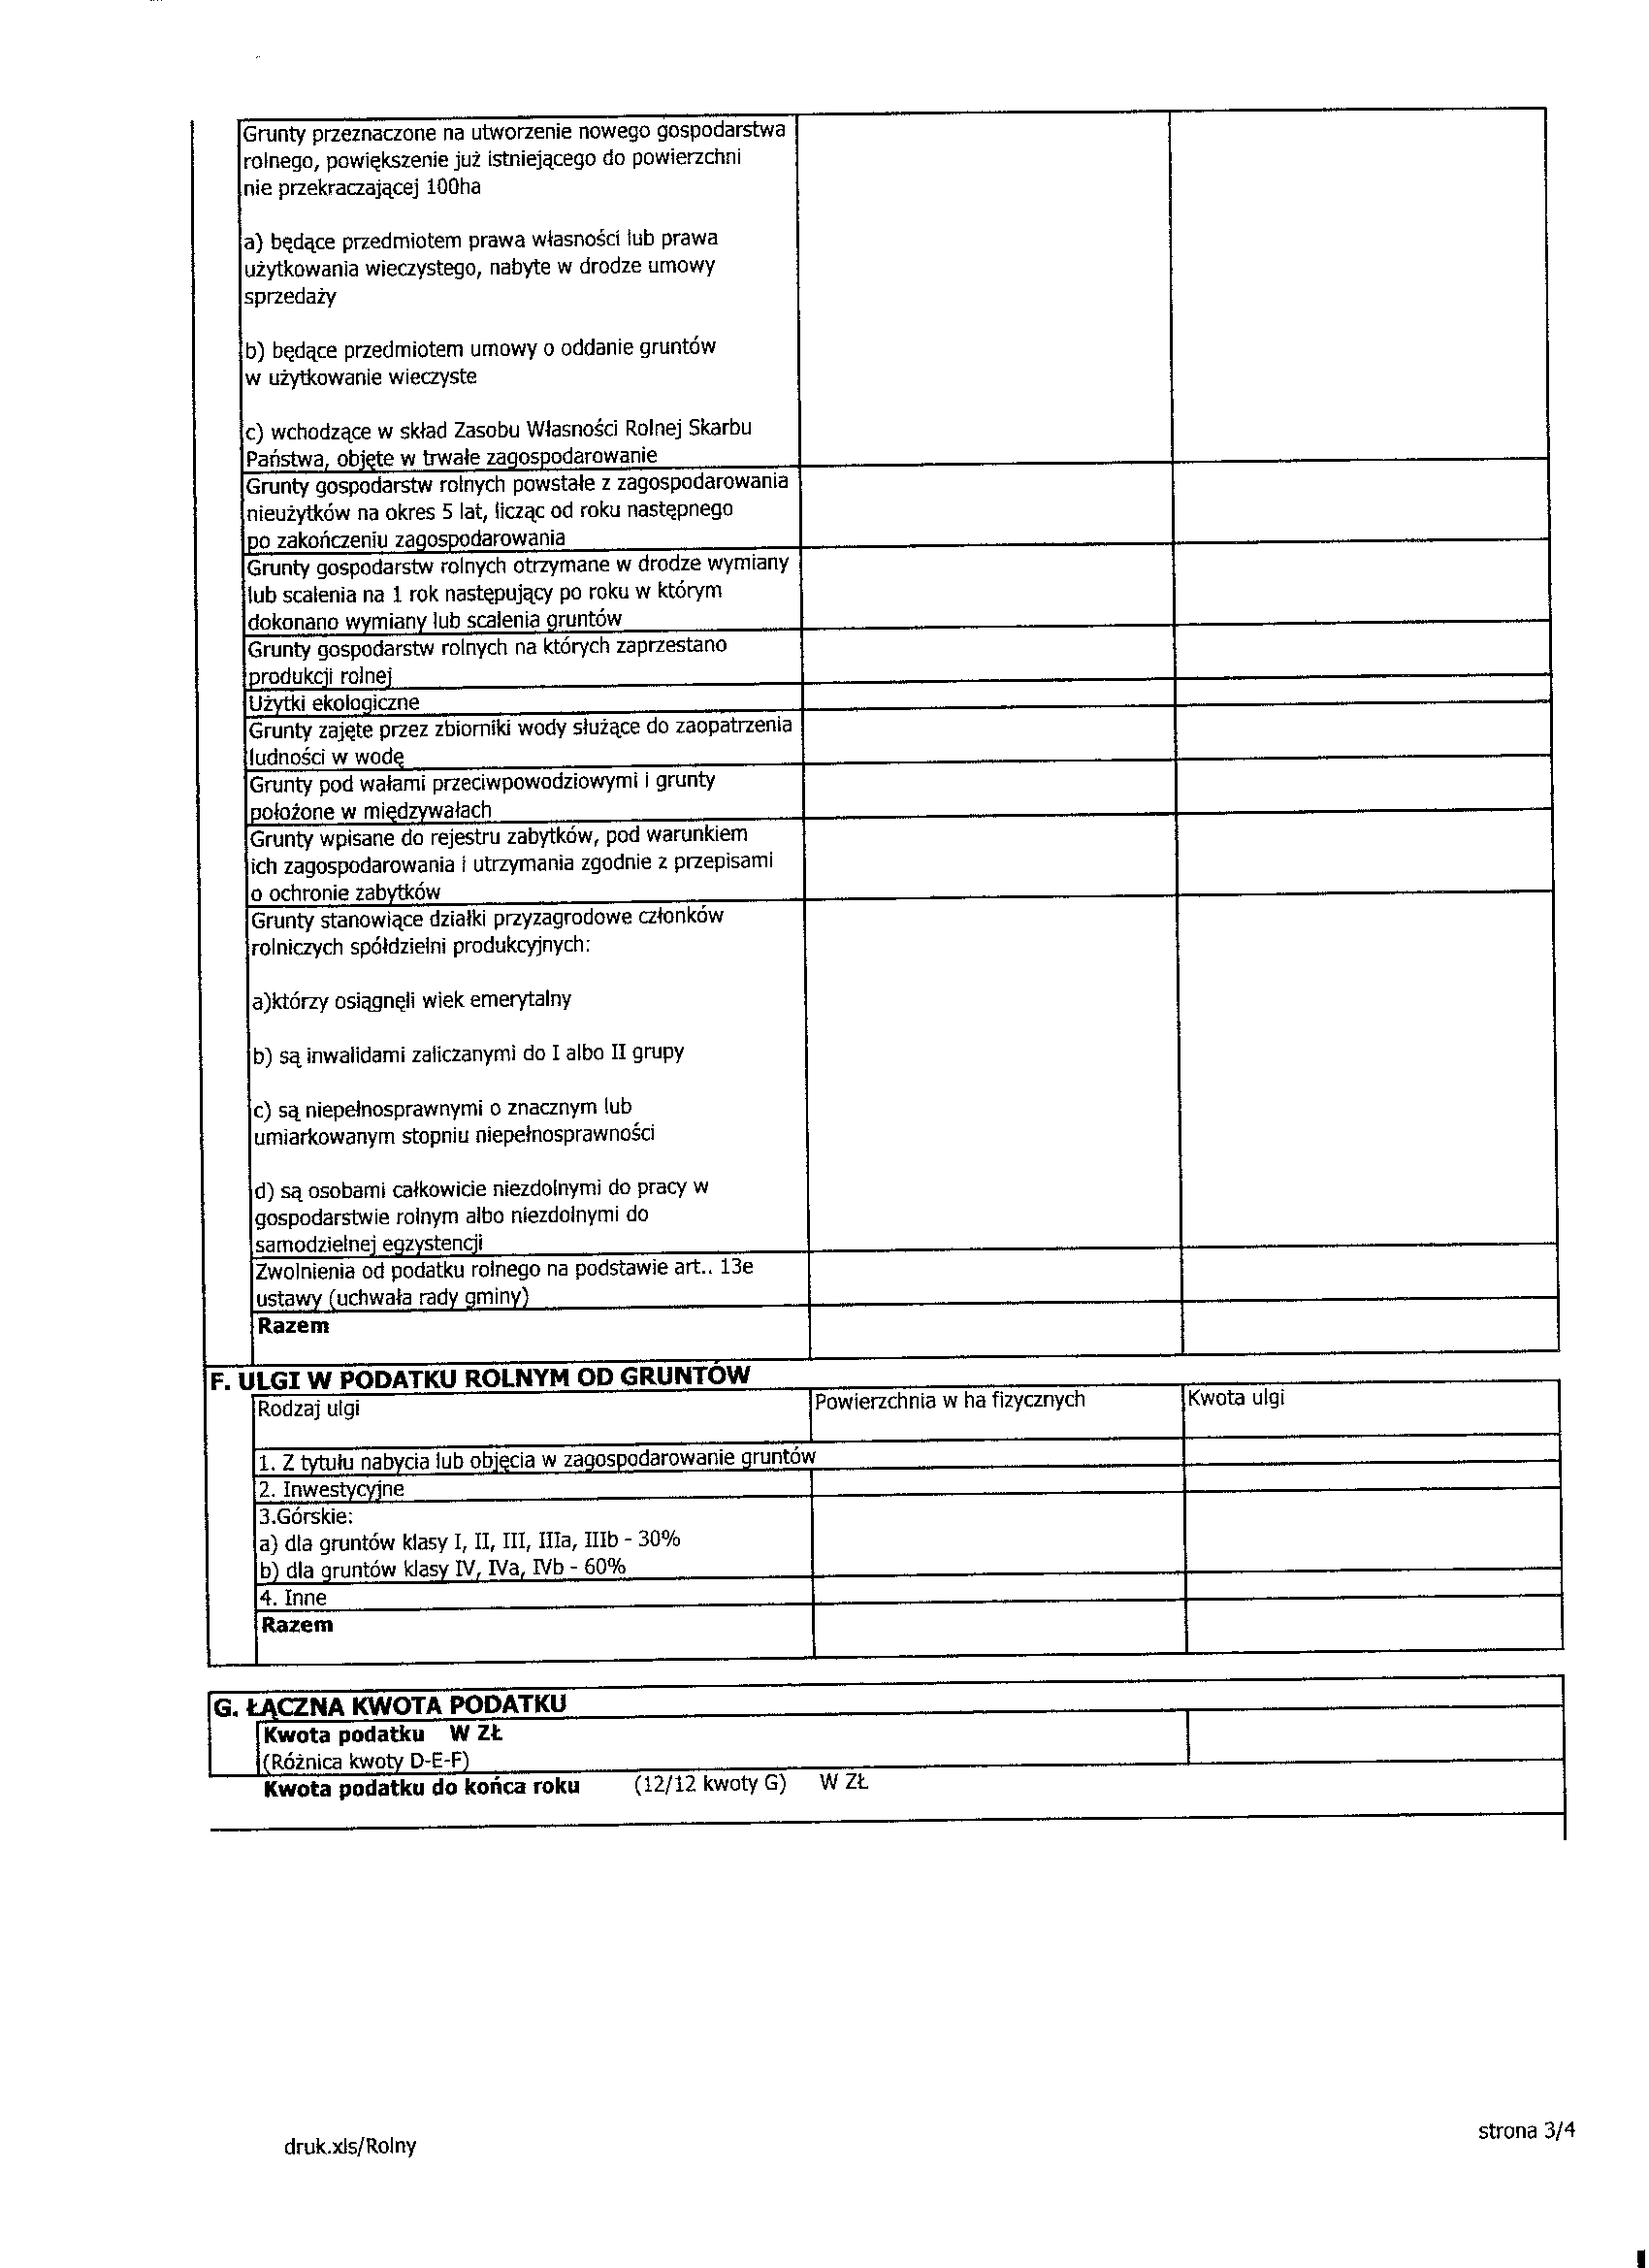 Grunty przeznaczone na utworzenie nowego gospodarstwa
rolnego, powiększenie już istniejącego do powierzchni
nie przekraczającej 100ha
a) będące przedmiotem prawa własności lub prawa
użytkowania wieczystego, nabyte w drodze umowy
sprzedaży
b) będące przedmiotem umowy o oddanie gruntów
w użytkowanie wieczyste
c) wchodzące w skład Zasobu Własności Rolnej Skarbu
Państwa, objęte w trwałe zagospodarowanie
Grunty gospodarstw rolnych powstałe z zagospodarowania
nieużytków na okres 5 lat, licząc od roku następnego
po zakończeniu zagospodarowania
Grunty gospodarstw rolnych otrzymane w drodze wymiany
lub scalenia na 1 rok następujący po roku w którym
dokonano wymiany lub scalenia gruntów
Grunty gospodarstw rolnych na których zaprzestano
produkcji rolnej
Użytki ekologiczne
Grunty zajęte przez zbiorniki wody służące do zaopatrzenia
ludności w wodę
Grunty pod wałami przeciwpowodziowymi i grunty
położone w międzywałach
Grunty wpisane do rejestru zabytków, pod warunkiem
ich zagospodarowania i utrzymania zgodnie z przepisami
o ochronie zabytków
Grunty stanowiące działki przyzagrodowe członków
rolniczych spółdzielni produkcyjnych:
a)którzy osiągnęli wiek emerytalny
b) są inwalidami zaliczanymi do I albo II grupy
c) są niepełnosprawnymi o znacznym lub
umiarkowanym stopniu niepełnosprawności
d) są osobami całkowicie niezdolnymi do pracy w
gospodarstwie rolnym albo niezdolnymi do
samodzielnej egzystencji
Zwolnienia od podatku rolnego na podstawie art.. 13e
ustawy (uchwała rady gminy)
Razem
F. ULGI W PODATKU ROLNYM OD GRUNTÓW
Rodzaj ulgi Powierzchnia w ha fizycznych Kwota ulgi
1. Z tytułu nabycia lub objęcia w zagospodarowanie gruntów
2. Inwestycyjne
3.Górskie:
a) dla gruntów klasy I, II, III, IIIa, IIIb - 30%
b) dla gruntów klasy IV, IVa, IVb - 60%
4. Inne
Razem
G. ŁĄCZNA KWOTA PODATKU
Kwota podatku W ZŁ
(Różnica kwoty D-E-F)
Kwota podatku do końca roku (12/12 kwoty G) W ZŁ
druk.xls/Rolny strona 3/4